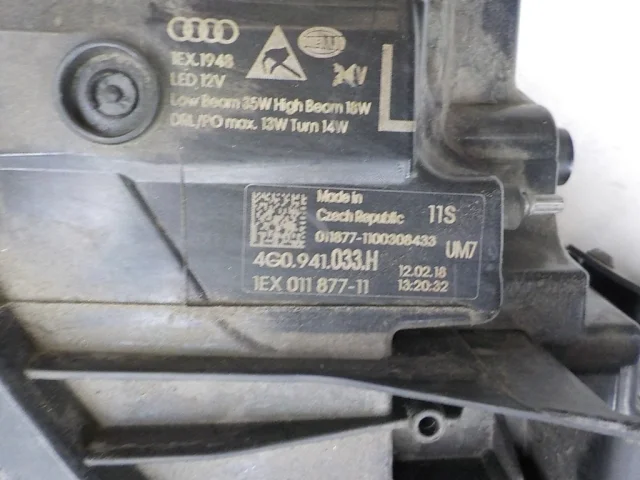 HELLA
1EX.1948
LED 12V
24V
Low Beam 35W High Beam 18W
DRL/PO max. 13W Turn 14W
L
Made in
Czech Republic
11S
011877-1100308433
UM7
4G0.941.033.H
12.02.18
1EX 011 877-11
13:20:32